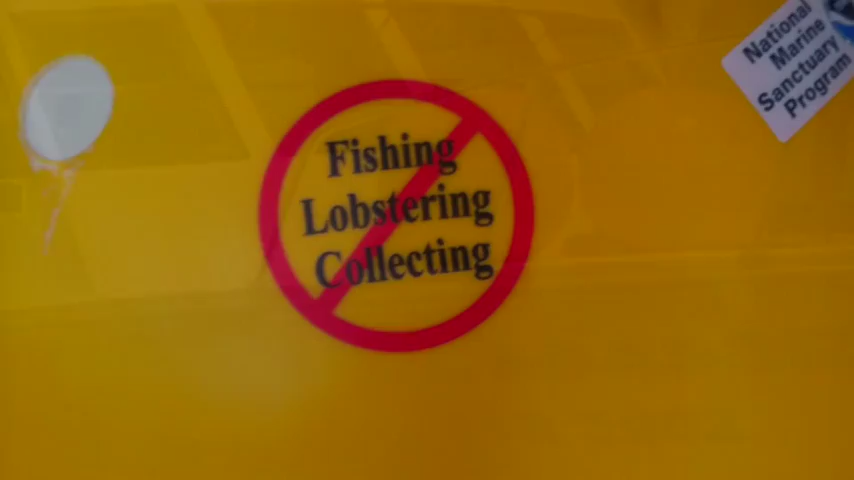 Fishing
Lobstering
Collecting
National
Marine
Sanctuary
Program